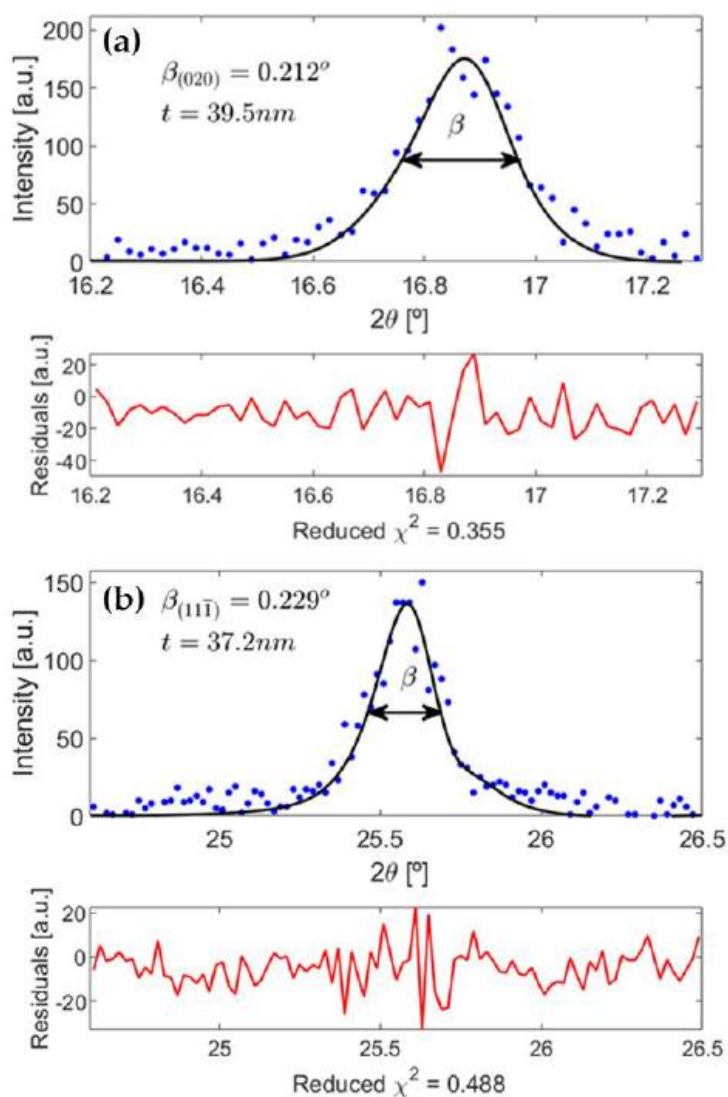 (a)
β(020) = 0.212°
t = 39.5nm
β
Intensity [a.u.]
200
150
100
50
0
16.2 16.4 16.6 16.8 17 17.2
2θ [º]
Residuals [a.u.]
20
0
-20
-40
16.2 16.4 16.6 16.8 17 17.2
Reduced χ² = 0.355
(b)
β(111̅) = 0.229°
t = 37.2nm
β
Intensity [a.u.]
150
100
50
0
25 25.5 26 26.5
2θ [º]
Residuals [a.u.]
20
0
-20
25 25.5 26 26.5
Reduced χ² = 0.488